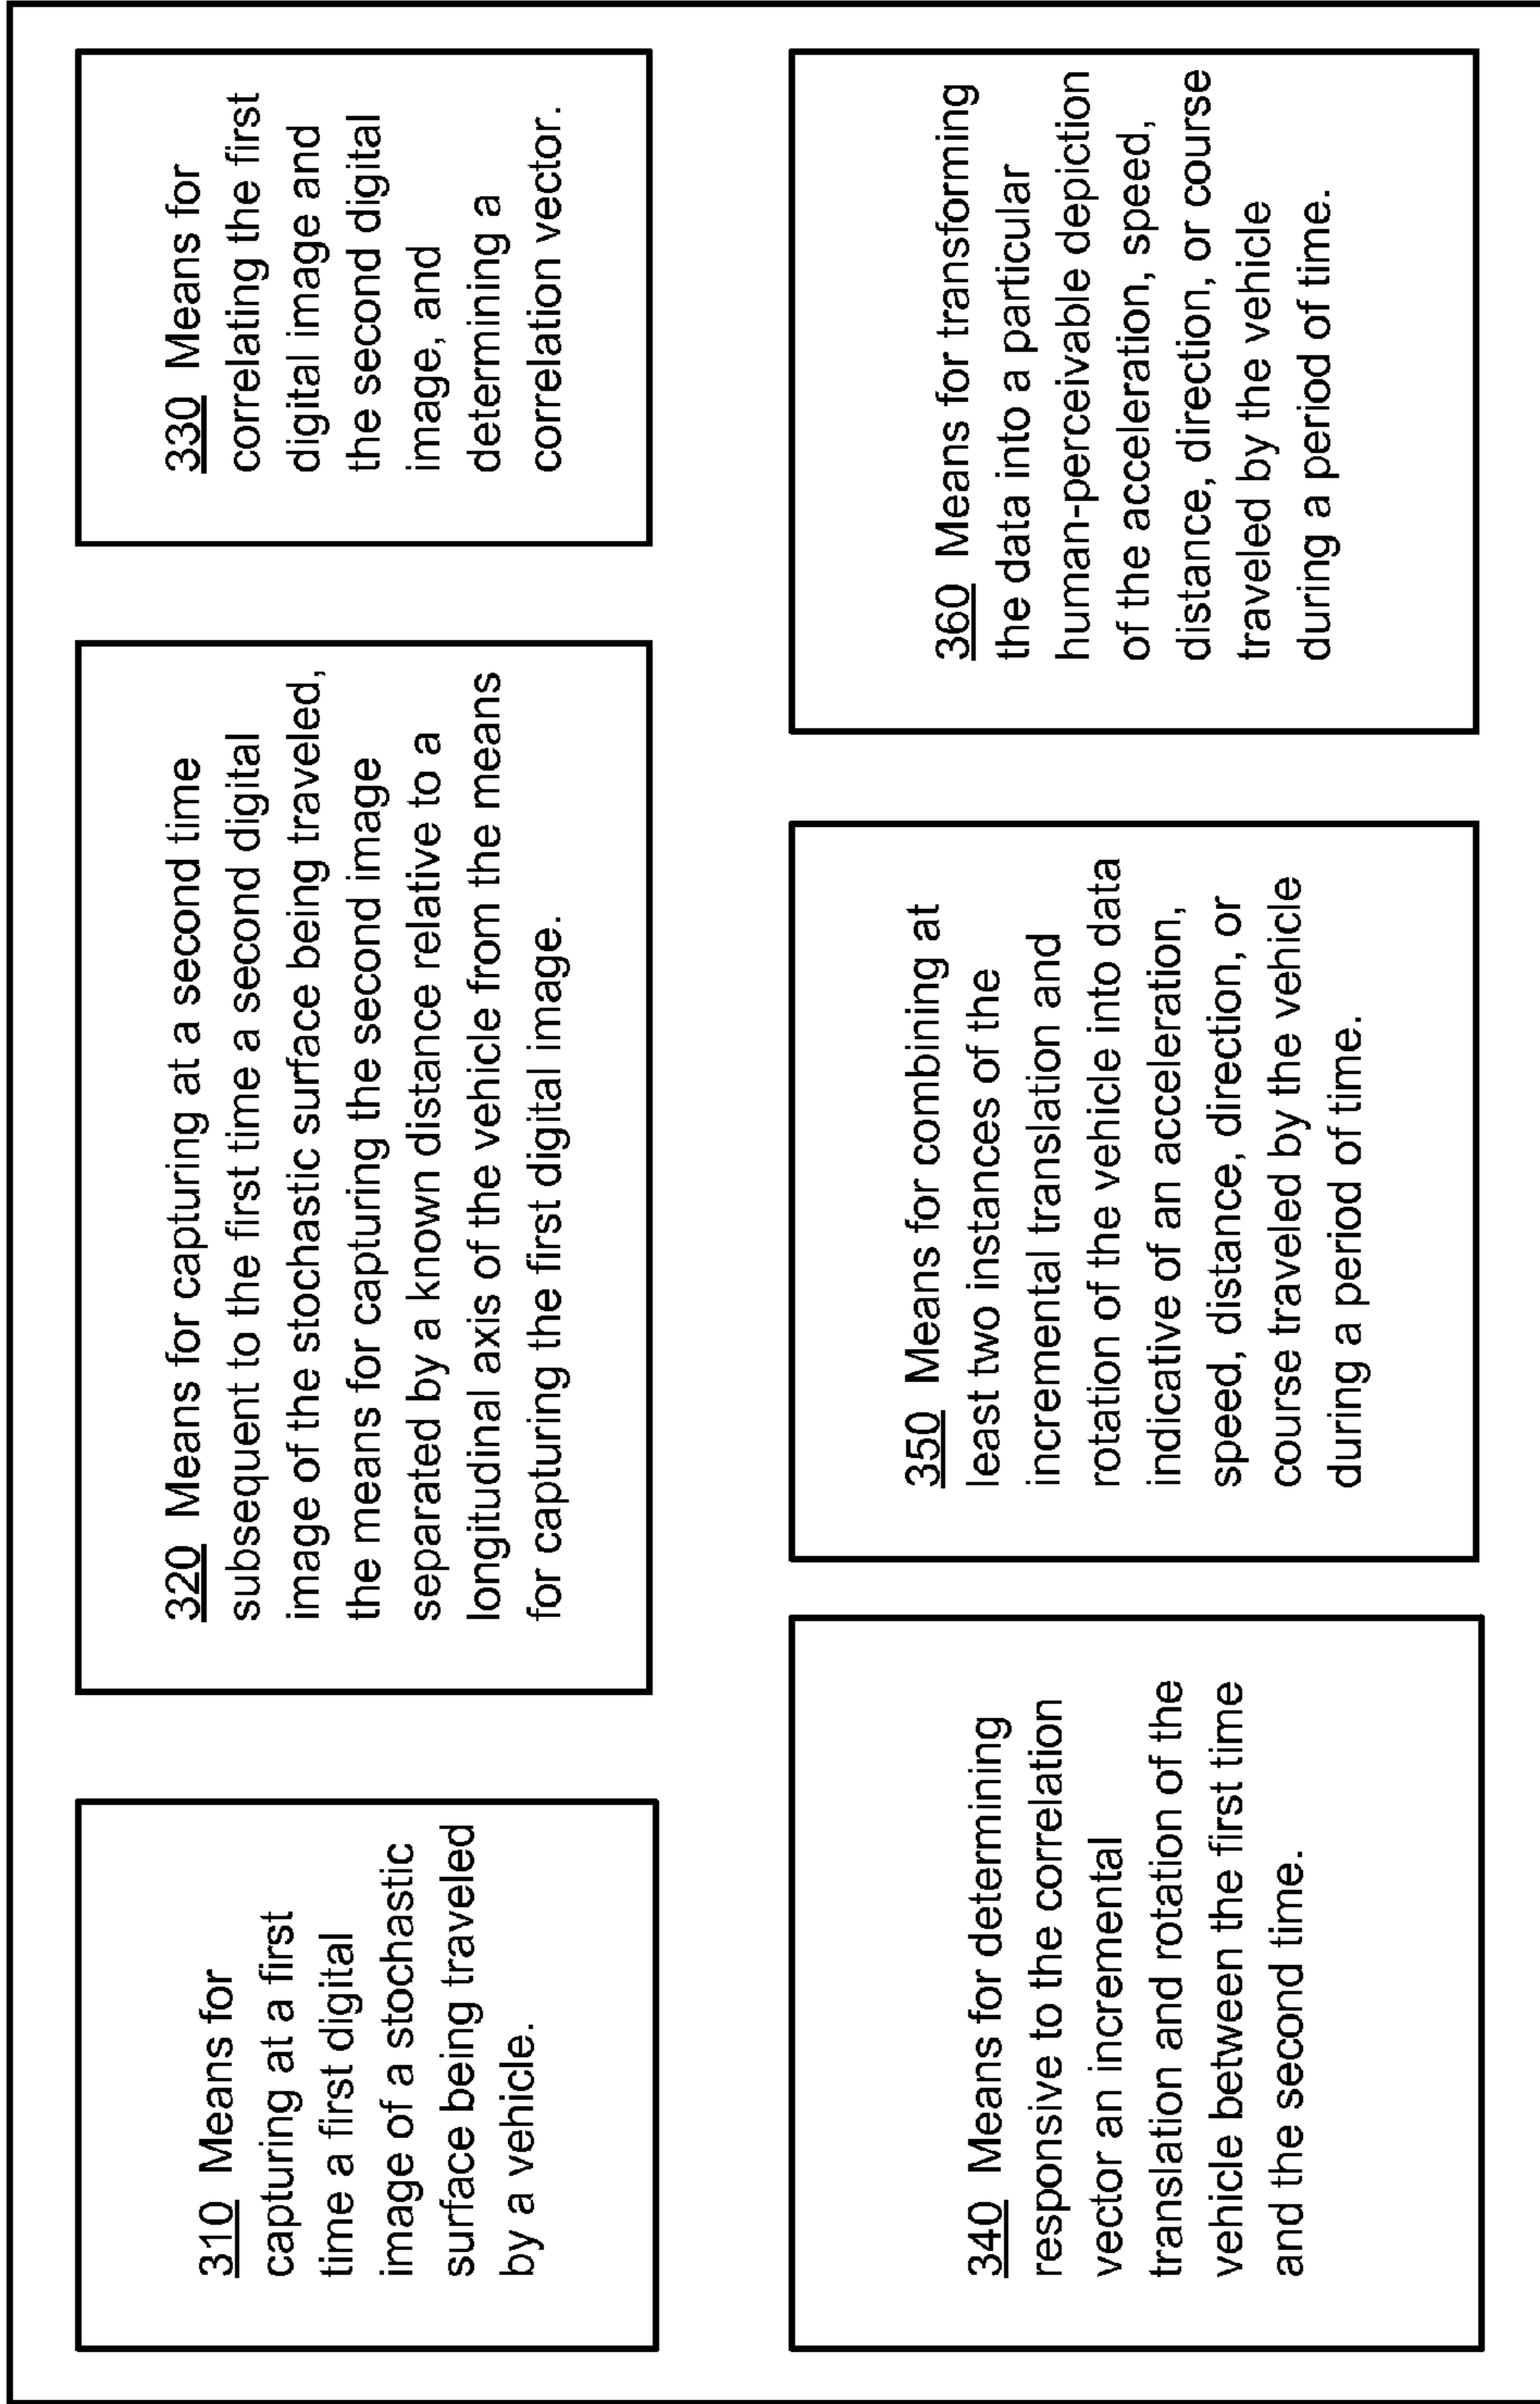 310 Means for
capturing at a first
time a first digital
image of a stochastic
surface being traveled
by a vehicle.
320 Means for capturing at a second time
subsequent to the first time a second digital
image of the stochastic surface being traveled,
the means for capturing the second image
separated by a known distance relative to a
longitudinal axis of the vehicle from the means
for capturing the first digital image.
330 Means for
correlating the first
digital image and
the second digital
image, and
determining a
correlation vector.
340 Means for determining
responsive to the correlation
vector an incremental
translation and rotation of the
vehicle between the first time
and the second time.
350 Means for combining at
least two instances of the
incremental translation and
rotation of the vehicle into data
indicative of an acceleration,
speed, distance, direction, or
course traveled by the vehicle
during a period of time.
360 Means for transforming
the data into a particular
human-perceivable depiction
of the acceleration, speed,
distance, direction, or course
traveled by the vehicle
during a period of time.